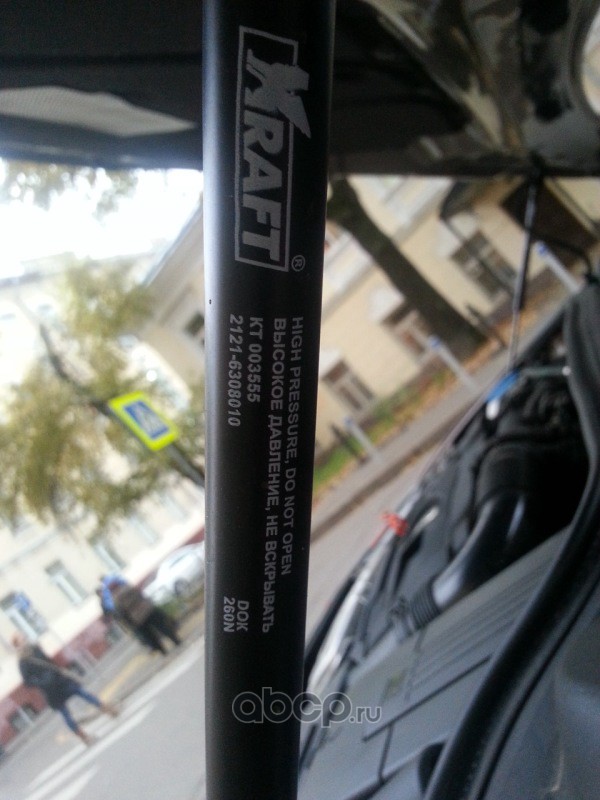 KRAFT®
HIGH PRESSURE, DO NOT OPEN
ВЫСОКОЕ ДАВЛЕНИЕ, НЕ ВСКРЫВАТЬ
KT 003555
2121-6308010
DOK
260N
abcp.ru